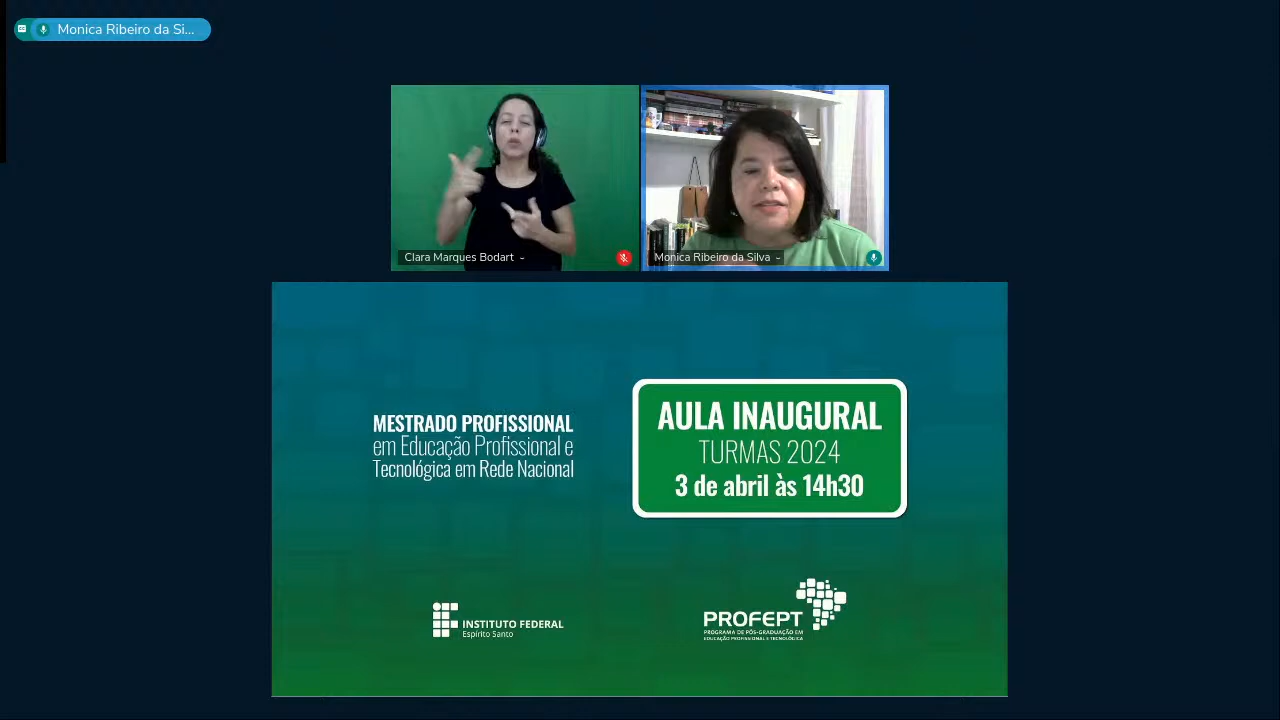 Monica Ribeiro da Si...
Clara Marques Bodart
Monica Ribeiro da Silva
MESTRADO PROFISSIONAL
em Educação Profissional e
Tecnológica em Rede Nacional
AULA INAUGURAL
TURMAS 2024
3 de abril às 14h30
INSTITUTO FEDERAL
Espírito Santo
PROFEPT
PROGRAMA DE PÓS-GRADUAÇÃO EM
EDUCAÇÃO PROFISSIONAL E TECNOLÓGICA